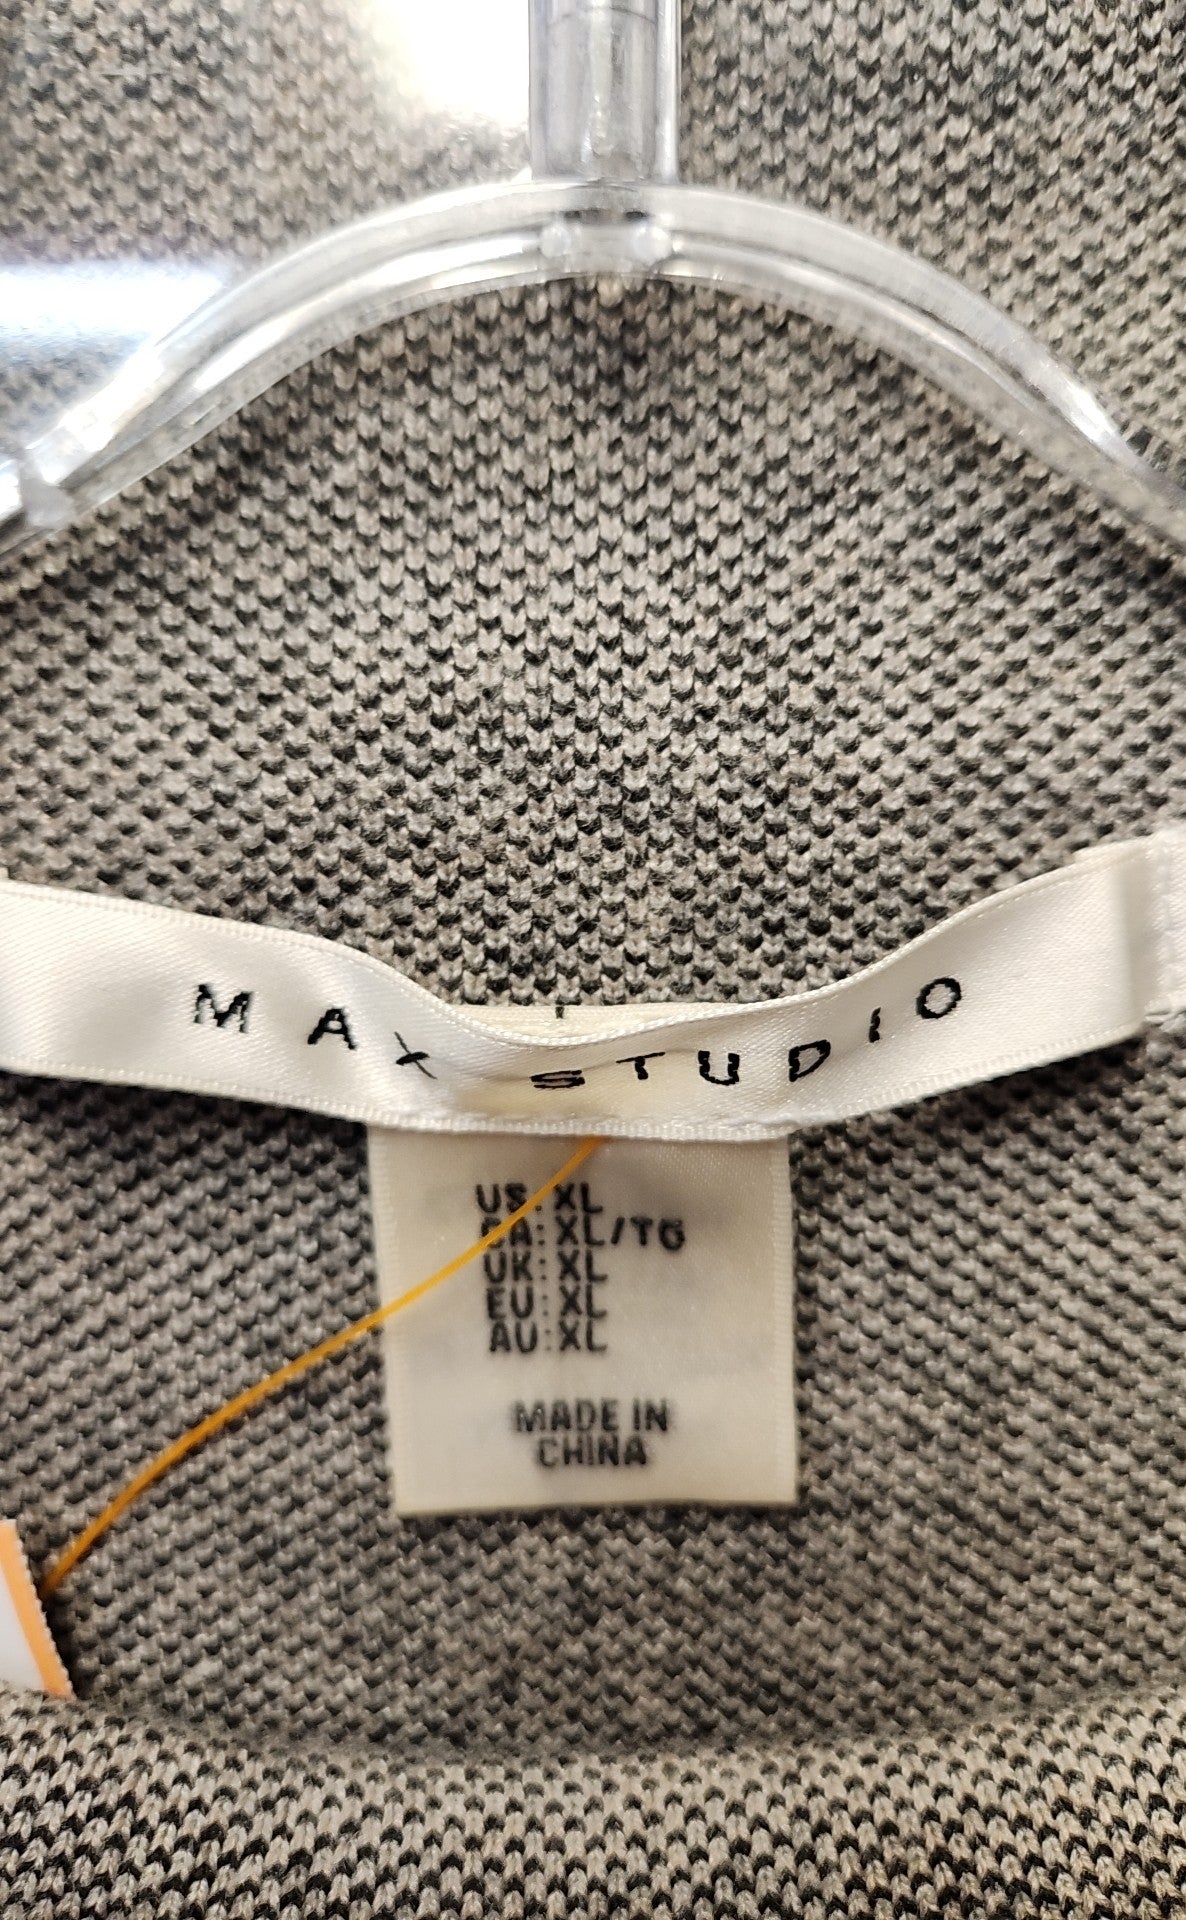 MAX STUDIO
US: XL
CA: XL/TG
UK: XL
EU: XL
AU: XL
MADE IN
CHINA